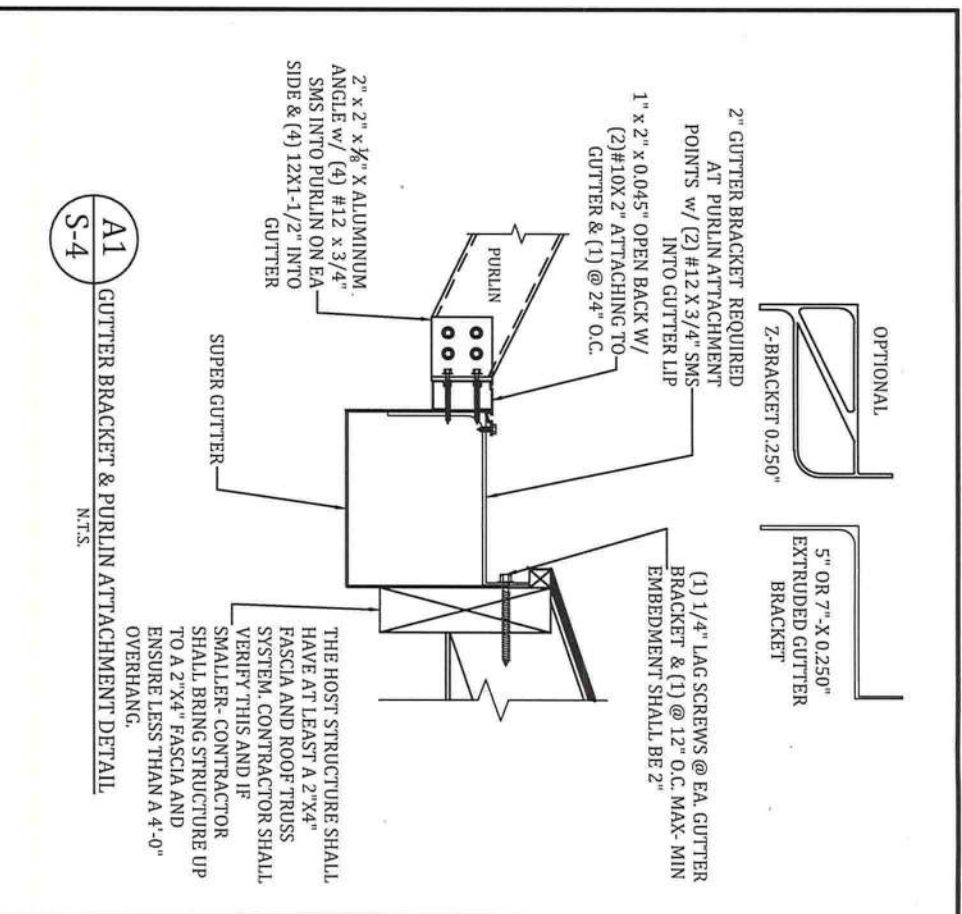 OPTIONAL
Z-BRACKET 0.250"
5" OR 7"-X 0.250"
EXTRUDED GUTTER
BRACKET
2" GUTTER BRACKET REQUIRED
AT PURLIN ATTACHMENT
POINTS w/ (2) #12 X 3/4" SMS
INTO GUTTER LIP
1" x 2" x 0.045" OPEN BACK W/
(2)#10X 2" ATTACHING TO
GUTTER & (1) @ 24" O.C.
(1) 1/4" LAG SCREWS @ EA. GUTTER
BRACKET & (1) @ 12" O.C. MAX- MIN
EMBEDMENT SHALL BE 2"
PURLIN
2" x 2" x ⅛" X ALUMINUM
ANGLE w/ (4) #12 x 3/4"
SMS INTO PURLIN ON EA
SIDE & (4) 12X1-1/2" INTO
GUTTER
SUPER GUTTER
THE HOST STRUCTURE SHALL
HAVE AT LEAST A 2"X4"
FASCIA AND ROOF TRUSS
SYSTEM. CONTRACTOR SHALL
VERIFY THIS AND IF
SMALLER- CONTRACTOR
SHALL BRING STRUCTURE UP
TO A 2"X4" FASCIA AND
ENSURE LESS THAN A 4'-0"
OVERHANG.
A1
S-4
GUTTER BRACKET & PURLIN ATTACHMENT DETAIL
N.T.S.